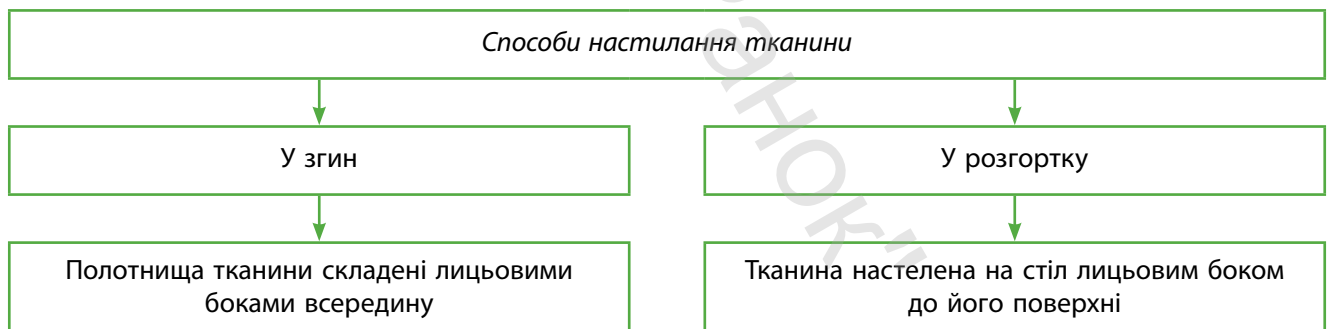 Способи настилання тканини
У згин
У розгортку
Полотнища тканини складені лицьовими
боками всередину
Тканина настелена на стіл лицьовим боком
до його поверхні
анок"